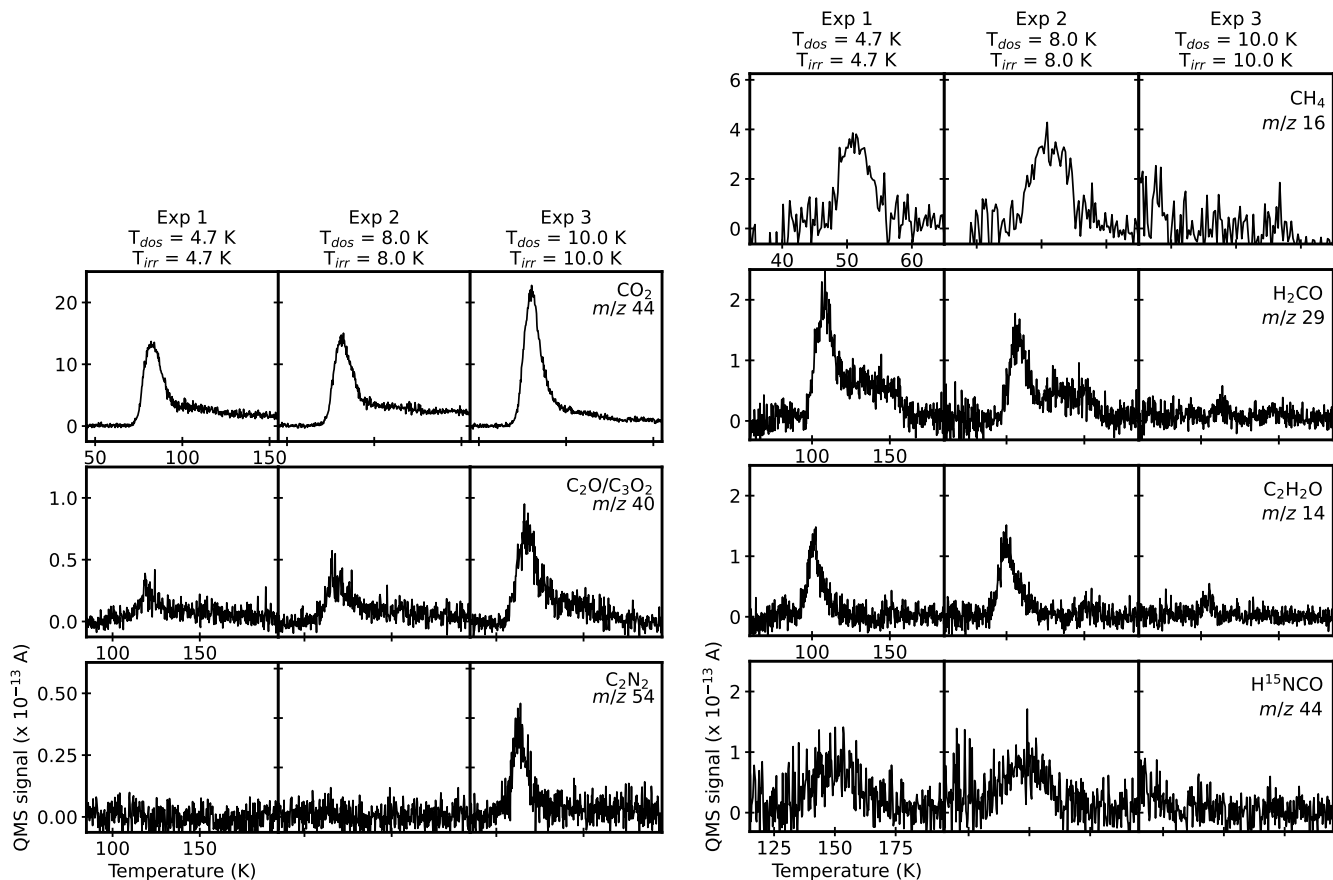 Exp 1
T_dos = 4.7 K
T_irr = 4.7 K
Exp 2
T_dos = 8.0 K
T_irr = 8.0 K
Exp 3
T_dos = 10.0 K
T_irr = 10.0 K
20
10
0
CO₂
m/z 44
50
100
150
1.0
0.5
0.0
C₂O/C₃O₂
m/z 40
100
150
0.50
0.25
0.00
C₂N₂
m/z 54
100
150
QMS signal (x 10⁻¹³ A)
Temperature (K)
Exp 1
T_dos = 4.7 K
T_irr = 4.7 K
Exp 2
T_dos = 8.0 K
T_irr = 8.0 K
Exp 3
T_dos = 10.0 K
T_irr = 10.0 K
6
4
2
0
CH₄
m/z 16
40
50
60
2
1
0
H₂CO
m/z 29
100
150
2
1
0
C₂H₂O
m/z 14
100
150
2
1
0
H¹⁵NCO
m/z 44
125
150
175
QMS signal (x 10⁻¹³ A)
Temperature (K)